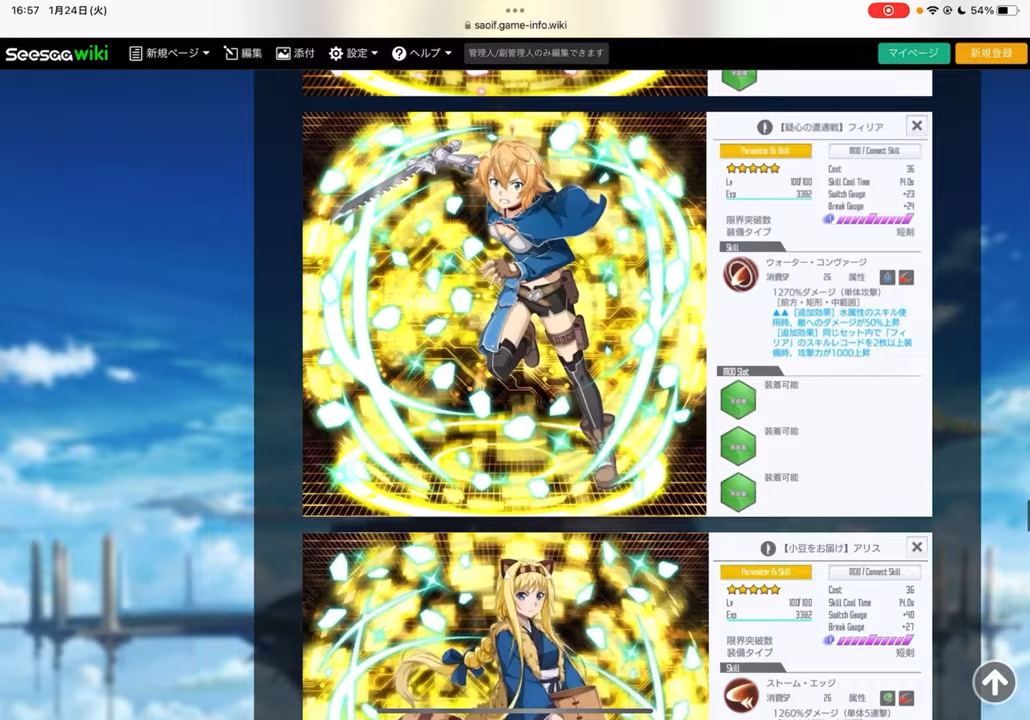 16:57 1月24日(火)
54%
saoif.game-info.wiki
Seesaa wiki
新規ページ
編集
添付
設定
ヘルプ
管理人/副管理人のみ編集できます
マイページ
新規登録
【疑心の遭遇戦】フィリア
Parameter & Skill
MOD / Connect Skill
Lv 100/100
Exp 3382
Cost 36
Skill Cool Time 14.0s
Switch Gauge +23
Break Gauge +24
限界突破数
装備タイプ 短剣
Skill
ウォーター・コンヴァージ
消費SP 26 属性
1270%ダメージ（単体攻撃）
［前方・矩形・中範囲］
▲▲［追加効果］水属性のスキル使
用時、敵へのダメージが50%上昇
［追加効果］同じセット内で「フィ
リア」のスキルレコードを2枚以上装
備時、攻撃力が1000上昇
MOD Slot
装着可能
装着可能
装着可能
【小豆をお届け】アリス
Parameter & Skill
MOD / Connect Skill
Lv 100/100
Exp 3382
Cost 36
Skill Cool Time 14.0s
Switch Gauge +40
Break Gauge +27
限界突破数
装備タイプ 短剣
Skill
ストーム・エッジ
消費SP 26 属性
1260%ダメージ（単体5連撃）